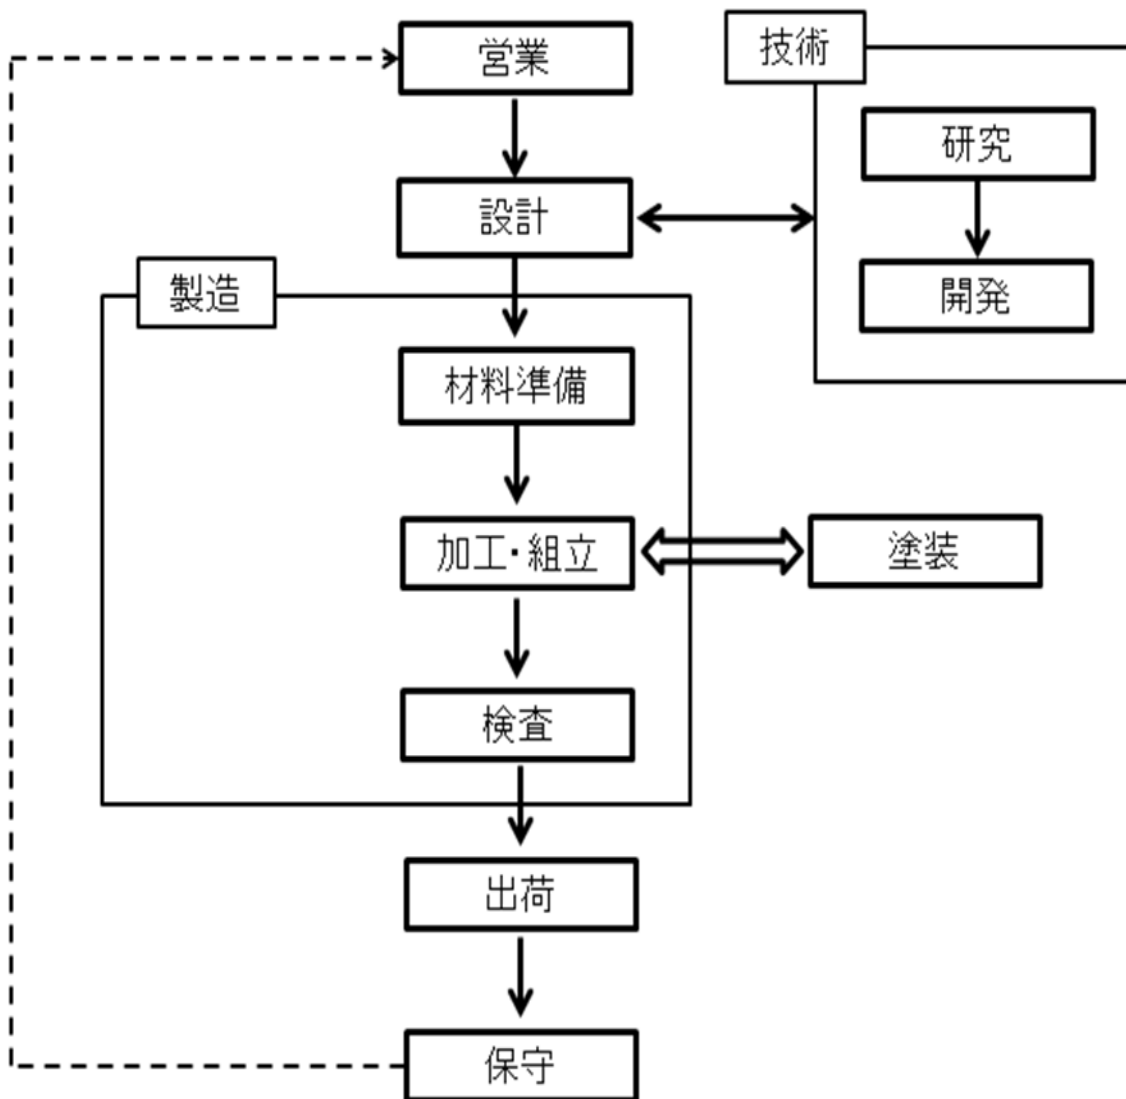 営業
技術
研究
設計
開発
製造
材料準備
加工・組立
塗装
検査
出荷
保守